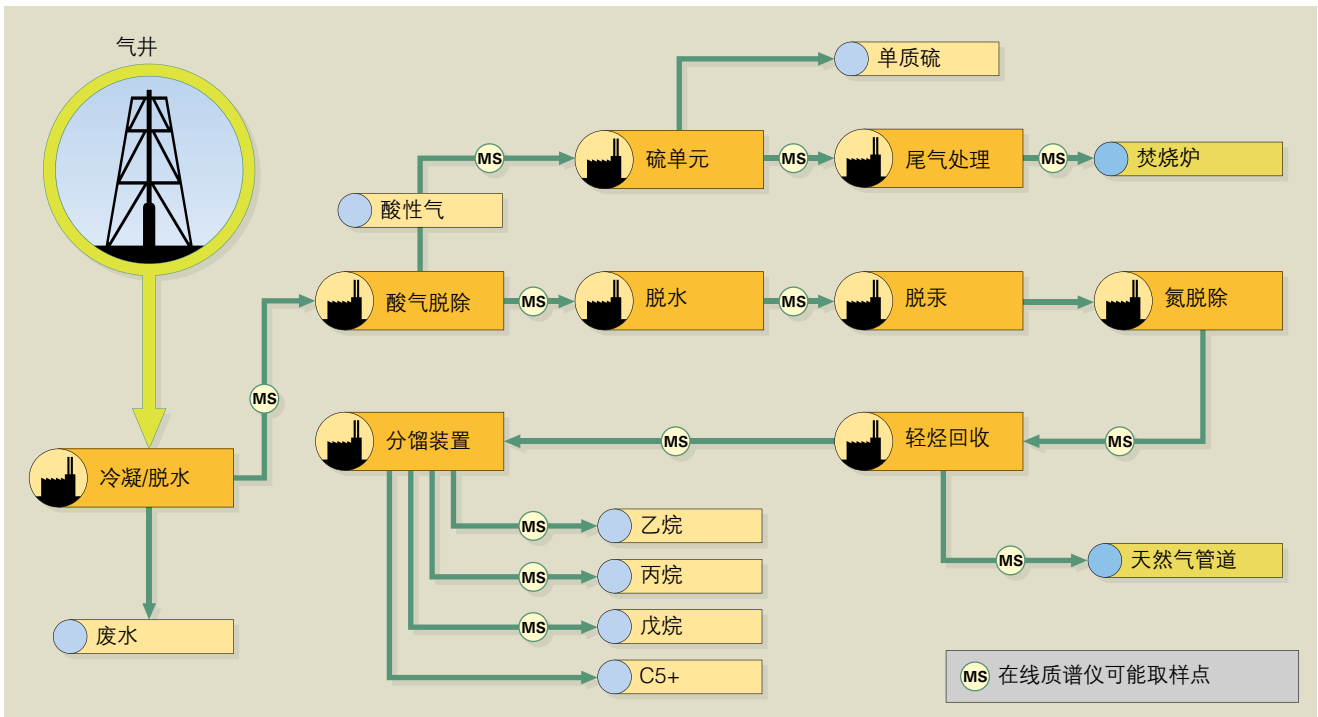 气井
单质硫
MS
硫单元
MS
尾气处理
MS
焚烧炉
酸性气
酸气脱除
MS
脱水
MS
脱汞
氮脱除
MS
分馏装置
MS
轻烃回收
MS
冷凝/脱水
MS
乙烷
MS
丙烷
MS
天然气管道
MS
戊烷
废水
C5+
MS 在线质谱仪可能取样点